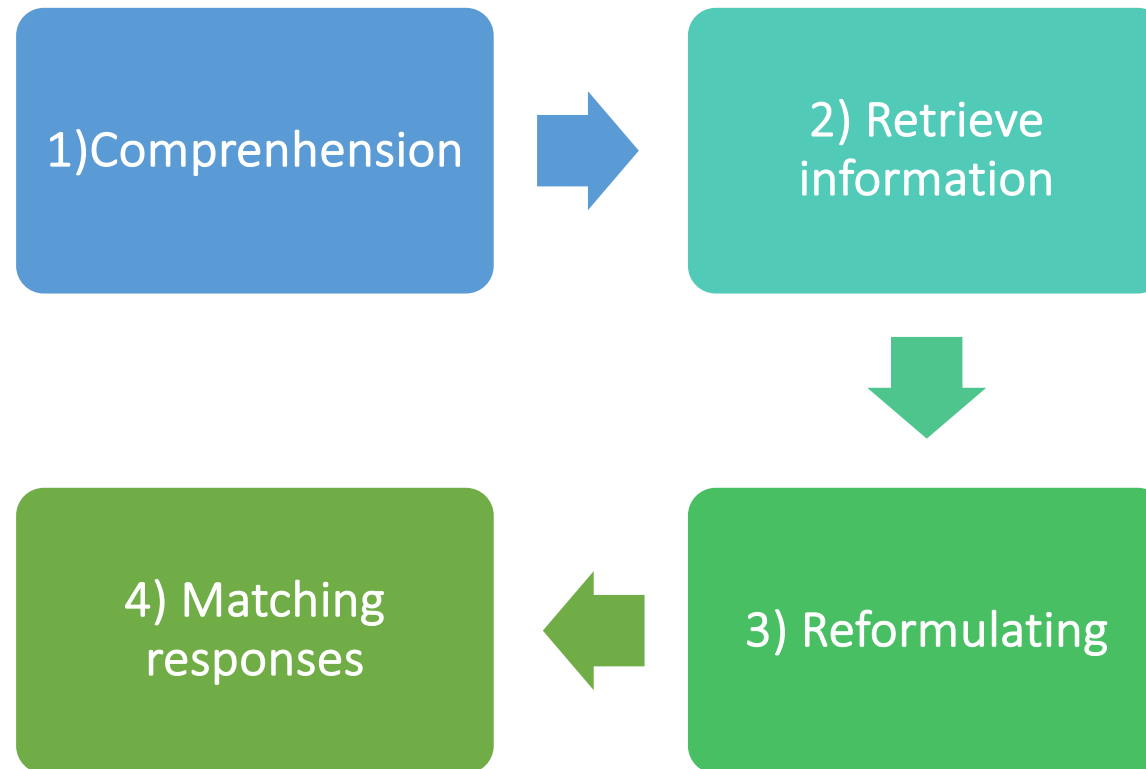 1)Comprenhension
2) Retrieve
information
3) Reformulating
4) Matching
responses